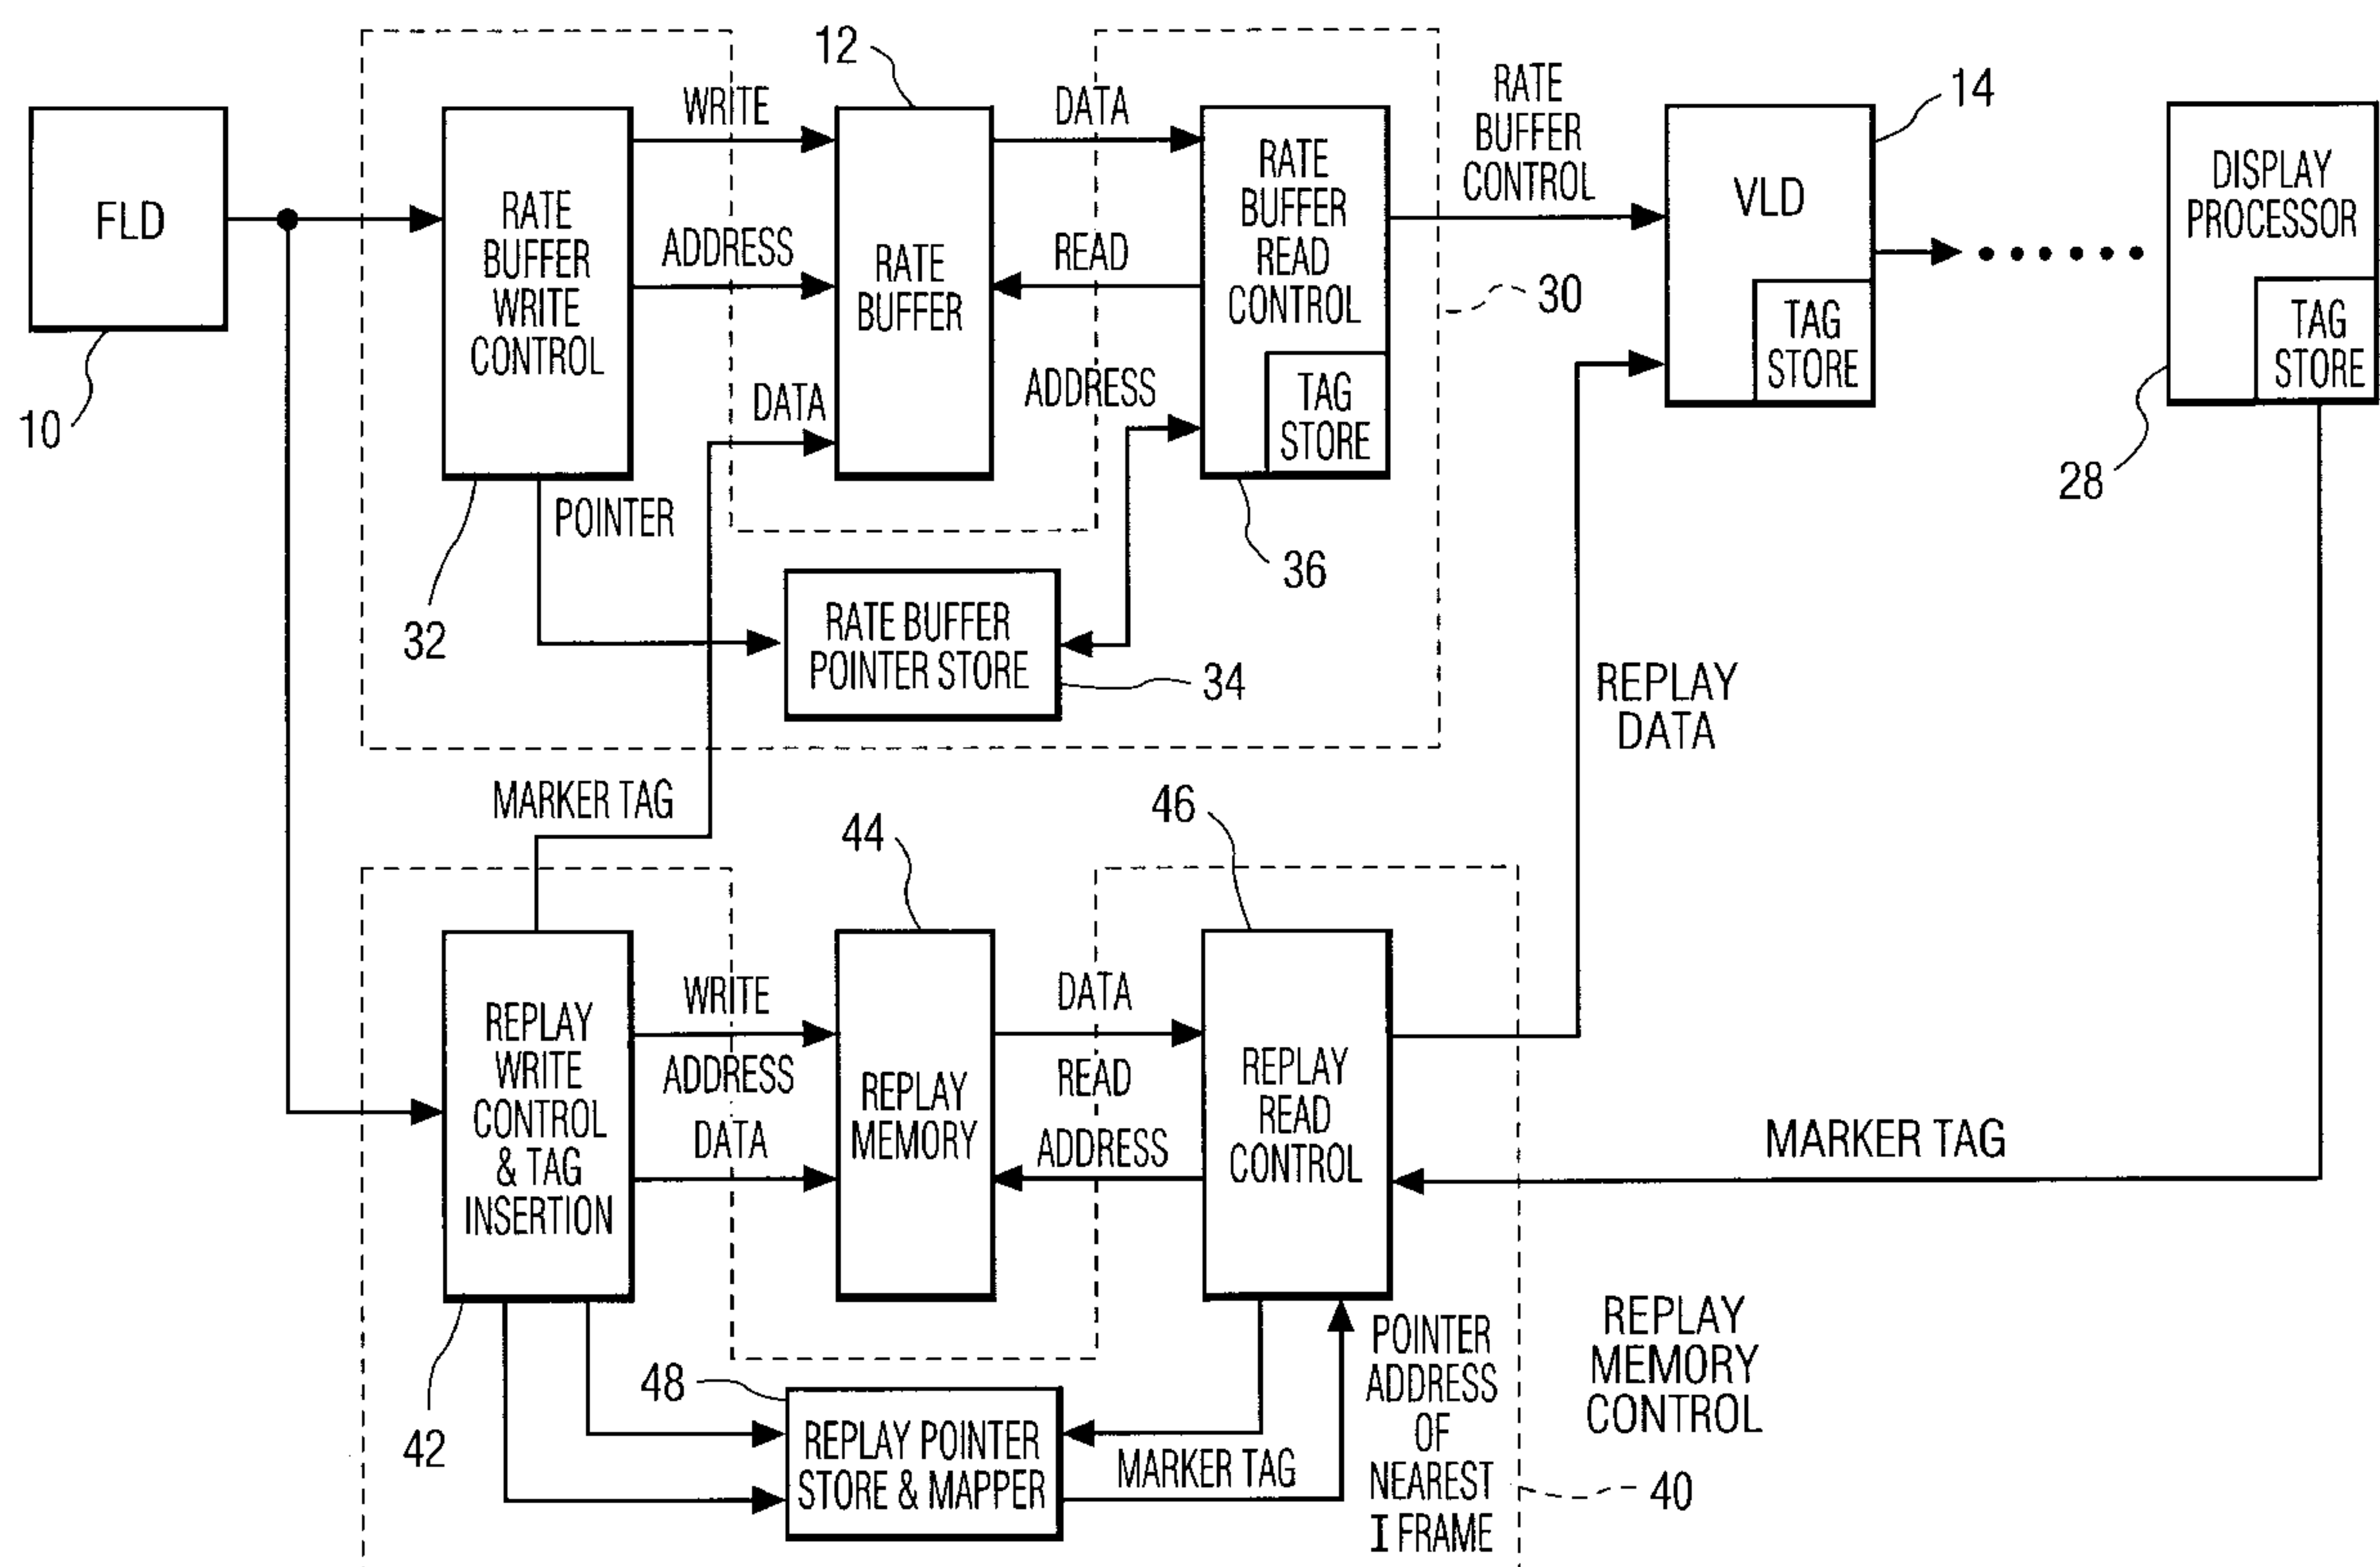 FLD
10
RATE
BUFFER
WRITE
CONTROL
32
WRITE
ADDRESS
DATA
POINTER
12
RATE
BUFFER
DATA
READ
ADDRESS
RATE
BUFFER
READ
CONTROL
TAG
STORE
36
30
RATE BUFFER
POINTER STORE
34
RATE
BUFFER
CONTROL
14
VLD
TAG
STORE
DISPLAY
PROCESSOR
TAG
STORE
28
MARKER TAG
REPLAY
DATA
REPLAY
WRITE
CONTROL
& TAG
INSERTION
42
WRITE
ADDRESS
DATA
44
REPLAY
MEMORY
DATA
READ
ADDRESS
46
REPLAY
READ
CONTROL
MARKER TAG
48
REPLAY POINTER
STORE & MAPPER
MARKER TAG
POINTER
ADDRESS
OF
NEAREST
I FRAME
REPLAY
MEMORY
CONTROL
40